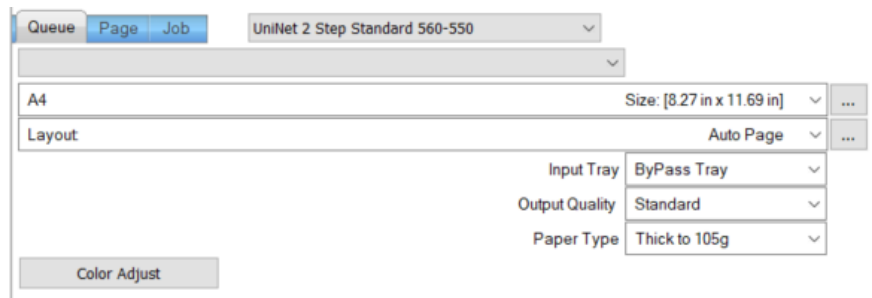 Queue Page Job UniNet 2 Step Standard 560-550
A4 Size: [8.27 in x 11.69 in] ...
Layout Auto Page ...
Input Tray ByPass Tray
Output Quality Standard
Paper Type Thick to 105g
Color Adjust